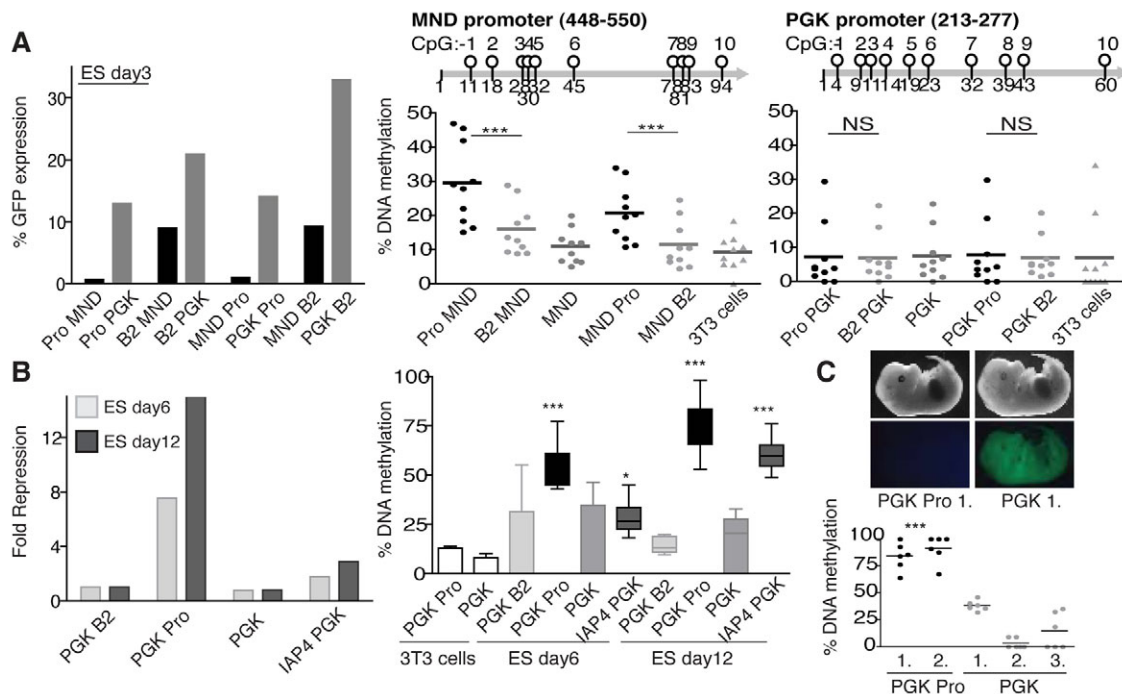 A
ES day3
% GFP expression
30
20
10
0
Pro MND
Pro PGK
B2 MND
B2 PGK
MND Pro
PGK Pro
MND B2
PGK B2
MND promoter (448-550)
CpG:-1 2 345 6 789 10
1 11 18 28 32 45 78 83 94
30 81
% DNA methylation
50
40
30
20
10
0
*** ***
Pro MND
B2 MND
MND
MND Pro
MND B2
3T3 cells
PGK promoter (213-277)
CpG:-1 2 3 4 5 6 7 8 9 10
1 4 9 11 14 19 23 32 39 43 60
50
40
30
20
10
0
NS NS
Pro PGK
B2 PGK
PGK
PGK Pro
PGK B2
3T3 cells
B
Fold Repression
12
8
4
0
ES day6
ES day12
PGK B2
PGK Pro
PGK
IAP4 PGK
% DNA methylation
100
75
50
25
0
*** * *** ***
PGK Pro
PGK
PGK B2
PGK Pro
PGK
IAP4 PGK
PGK B2
PGK Pro
PGK
IAP4 PGK
3T3 cells ES day6 ES day12
C
PGK Pro 1. PGK 1.
% DNA methylation
100
75
50
25
0
***
1. 2. 1. 2. 3.
PGK Pro PGK